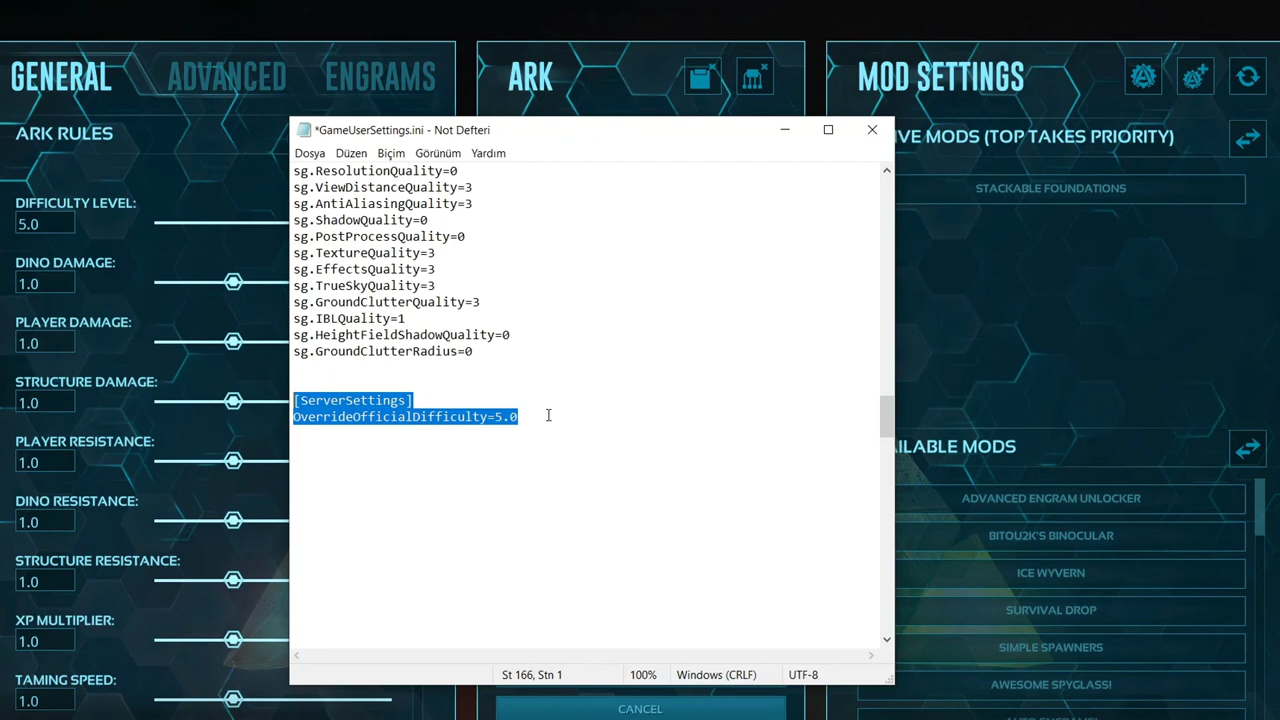 GENERAL
ADVANCED
ENGRAMS
ARK RULES
DIFFICULTY LEVEL:
5.0
DINO DAMAGE:
1.0
PLAYER DAMAGE:
1.0
STRUCTURE DAMAGE:
1.0
PLAYER RESISTANCE:
1.0
DINO RESISTANCE:
1.0
STRUCTURE RESISTANCE:
1.0
XP MULTIPLIER:
1.0
TAMING SPEED:
1.0
ARK
*GameUserSettings.ini - Not Defteri
Dosya Düzen Biçim Görünüm Yardım
sg.ResolutionQuality=0
sg.ViewDistanceQuality=3
sg.AntiAliasingQuality=3
sg.ShadowQuality=0
sg.PostProcessQuality=0
sg.TextureQuality=3
sg.EffectsQuality=3
sg.TrueSkyQuality=3
sg.GroundClutterQuality=3
sg.IBLQuality=1
sg.HeightFieldShadowQuality=0
sg.GroundClutterRadius=0
[ServerSettings]
OverrideOfficialDifficulty=5.0
St 166, Stn 1
100%
Windows (CRLF)
UTF-8
CANCEL
MOD SETTINGS
IVE MODS (TOP TAKES PRIORITY)
STACKABLE FOUNDATIONS
AILABLE MODS
ADVANCED ENGRAM UNLOCKER
BITOU2K'S BINOCULAR
ICE WYVERN
SURVIVAL DROP
SIMPLE SPAWNERS
AWESOME SPYGLASS!